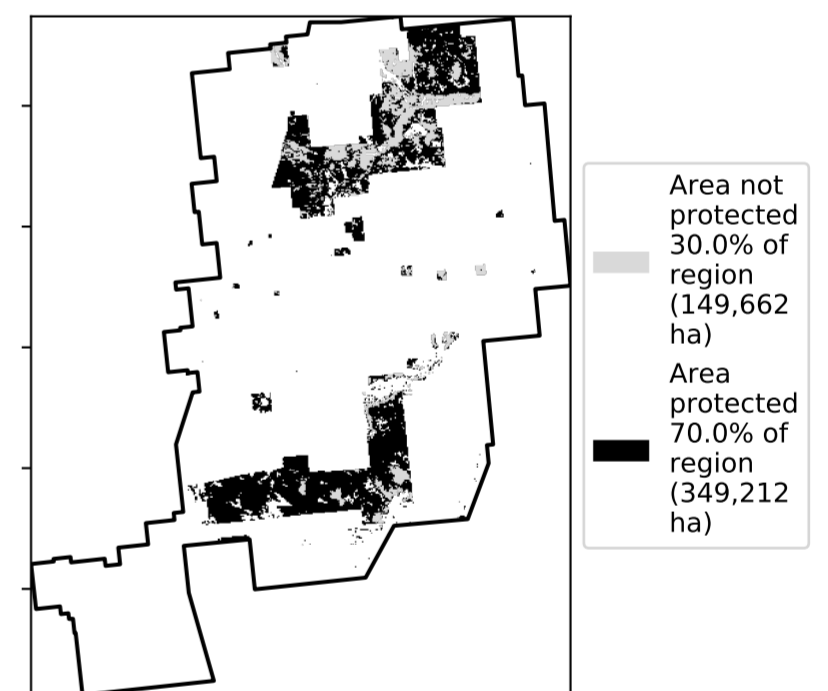 Area not
protected
30.0% of
region
(149,662
ha)
Area
protected
70.0% of
region
(349,212
ha)